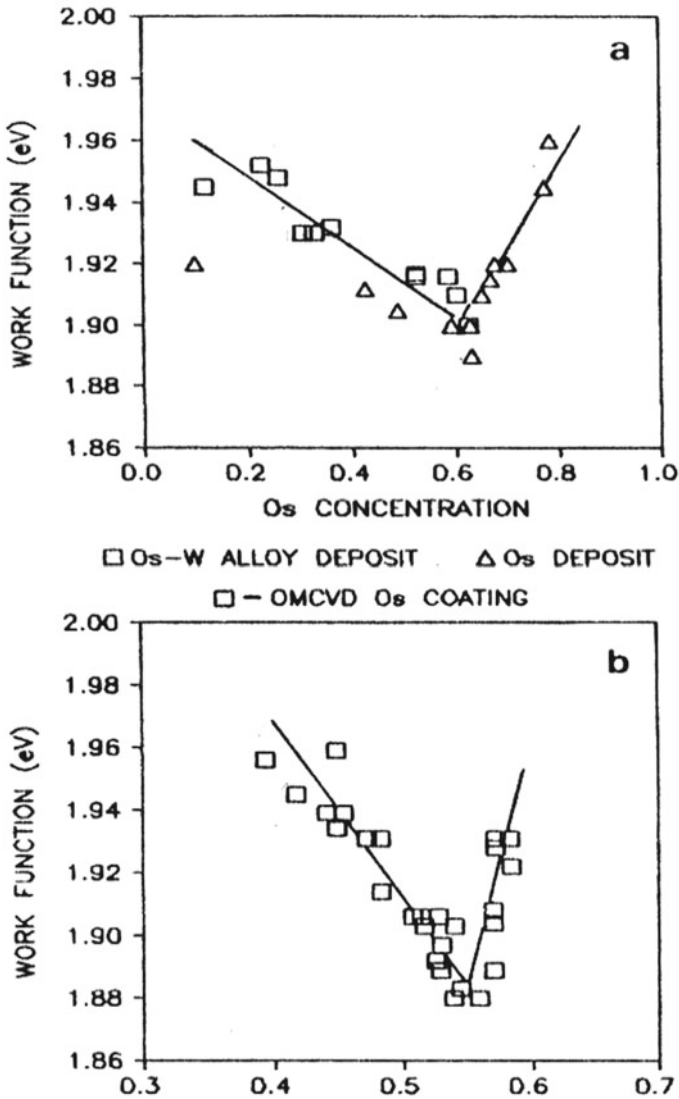 2.00
a
1.98
1.96
1.94
1.92
1.90
1.88
1.86
WORK FUNCTION (eV)
0.0 0.2 0.4 0.6 0.8 1.0
Os CONCENTRATION
Os-W ALLOY DEPOSIT Os DEPOSIT
- OMCVD Os COATING
2.00
b
1.98
1.96
1.94
1.92
1.90
1.88
1.86
WORK FUNCTION (eV)
0.3 0.4 0.5 0.6 0.7